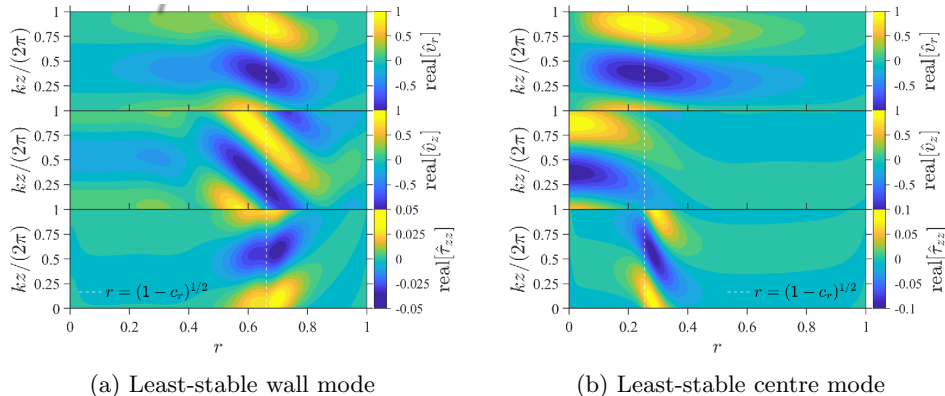 1
0.75
0.5
0.25
1
0.75
0.5
0.25
1
0.75
0.5
0.25
0
kz/(2π)
kz/(2π)
kz/(2π)
0 0.2 0.4 0.6 0.8 1
r
r = (1 − c_r)^{1/2}
1
0.5
0
-0.5
1
0.5
0
-0.5
0.05
0.025
0
-0.025
-0.05
real[v̂_r]
real[v̂_z]
real[τ̂_zz]
(a) Least-stable wall mode
1
0.75
0.5
0.25
1
0.75
0.5
0.25
1
0.75
0.5
0.25
0
kz/(2π)
kz/(2π)
kz/(2π)
0 0.2 0.4 0.6 0.8 1
r
r = (1 − c_r)^{1/2}
1
0.5
0
-0.5
1
0.5
0
-0.5
0.1
0.05
0
-0.05
-0.1
real[v̂_r]
real[v̂_z]
real[τ̂_zz]
(b) Least-stable centre mode